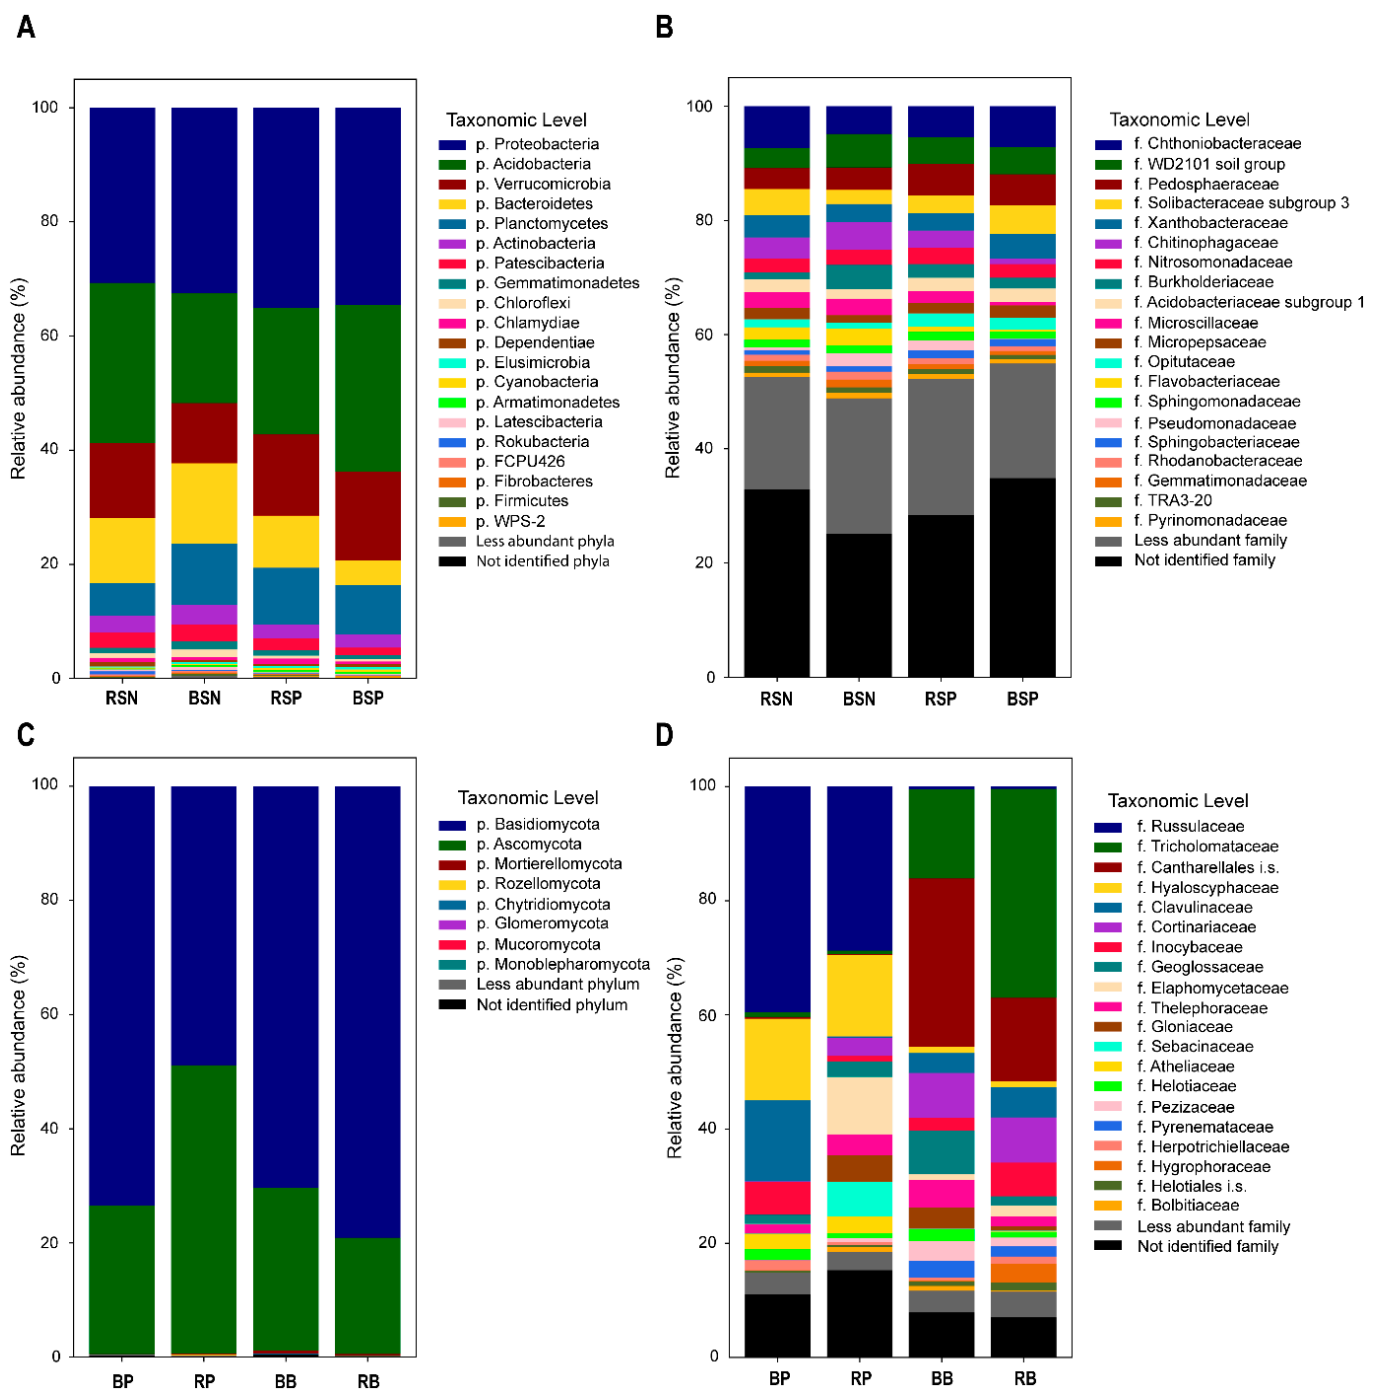 A
Relative abundance (%)
100
80
60
40
20
0
RSN BSN RSP BSP
Taxonomic Level
p. Proteobacteria
p. Acidobacteria
p. Verrucomicrobia
p. Bacteroidetes
p. Planctomycetes
p. Actinobacteria
p. Patescibacteria
p. Gemmatimonadetes
p. Chloroflexi
p. Chlamydiae
p. Dependentiae
p. Elusimicrobia
p. Cyanobacteria
p. Armatimonadetes
p. Latescibacteria
p. Rokubacteria
p. FCPU426
p. Fibrobacteres
p. Firmicutes
p. WPS-2
Less abundant phyla
Not identified phyla
B
Relative abundance (%)
100
80
60
40
20
0
RSN BSN RSP BSP
Taxonomic Level
f. Chthoniobacteraceae
f. WD2101 soil group
f. Pedosphaeraceae
f. Solibacteraceae subgroup 3
f. Xanthobacteraceae
f. Chitinophagaceae
f. Nitrosomonadaceae
f. Burkholderiaceae
f. Acidobacteriaceae subgroup 1
f. Microscillaceae
f. Micropepsaceae
f. Opitutaceae
f. Flavobacteriaceae
f. Sphingomonadaceae
f. Pseudomonadaceae
f. Sphingobacteriaceae
f. Rhodanobacteraceae
f. Gemmatimonadaceae
f. TRA3-20
f. Pyrinomonadaceae
Less abundant family
Not identified family
C
Relative abundance (%)
100
80
60
40
20
0
BP RP BB RB
Taxonomic Level
p. Basidiomycota
p. Ascomycota
p. Mortierellomycota
p. Rozellomycota
p. Chytridiomycota
p. Glomeromycota
p. Mucoromycota
p. Monoblepharomycota
Less abundant phylum
Not identified phylum
D
Relative abundance (%)
100
80
60
40
20
0
BP RP BB RB
Taxonomic Level
f. Russulaceae
f. Tricholomataceae
f. Cantharellales i.s.
f. Hyaloscyphaceae
f. Clavulinaceae
f. Cortinariaceae
f. Inocybaceae
f. Geoglossaceae
f. Elaphomycetaceae
f. Thelephoraceae
f. Gloniaceae
f. Sebacinaceae
f. Atheliaceae
f. Helotiaceae
f. Pezizaceae
f. Pyrenemataceae
f. Herpotrichiellaceae
f. Hygrophoraceae
f. Helotiales i.s.
f. Bolbitiaceae
Less abundant family
Not identified family